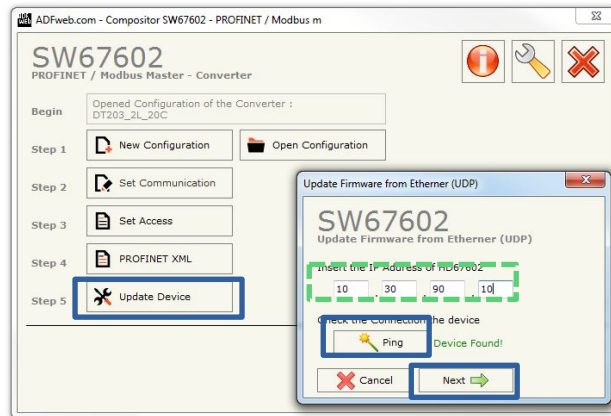 ADFweb.com - Compositor SW67602 - PROFINET / Modbus m
SW67602
PROFINET / Modbus Master - Converter
Begin
Opened Configuration of the Converter :
DT203_2L_20C
Step 1
New Configuration
Open Configuration
Step 2
Set Communication
Step 3
Set Access
Step 4
PROFINET XML
Step 5
Update Device
Update Firmware from Etherner (UDP)
SW67602
Update Firmware from Etherner (UDP)
Insert the IP Address of HD67602
10 . 30 . 90 . 10
Check the Connection the device
Ping
Device Found!
Cancel
Next